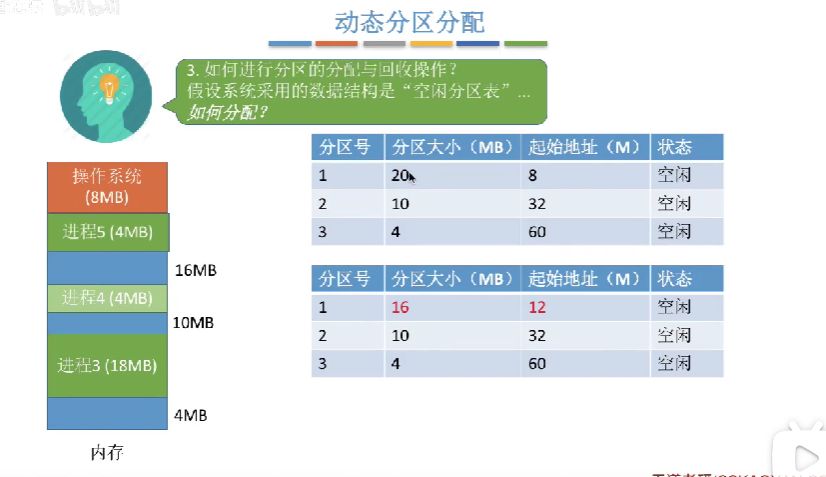 动态分区分配
3. 如何进行分区的分配与回收操作？
假设系统采用的数据结构是“空闲分区表”...
如何分配？
分区号 分区大小（MB） 起始地址（M） 状态
1 20 8 空闲
2 10 32 空闲
3 4 60 空闲
分区号 分区大小（MB） 起始地址（M） 状态
1 16 12 空闲
2 10 32 空闲
3 4 60 空闲
操作系统
(8MB)
进程5 (4MB)
16MB
进程4 (4MB)
10MB
进程3 (18MB)
4MB
内存